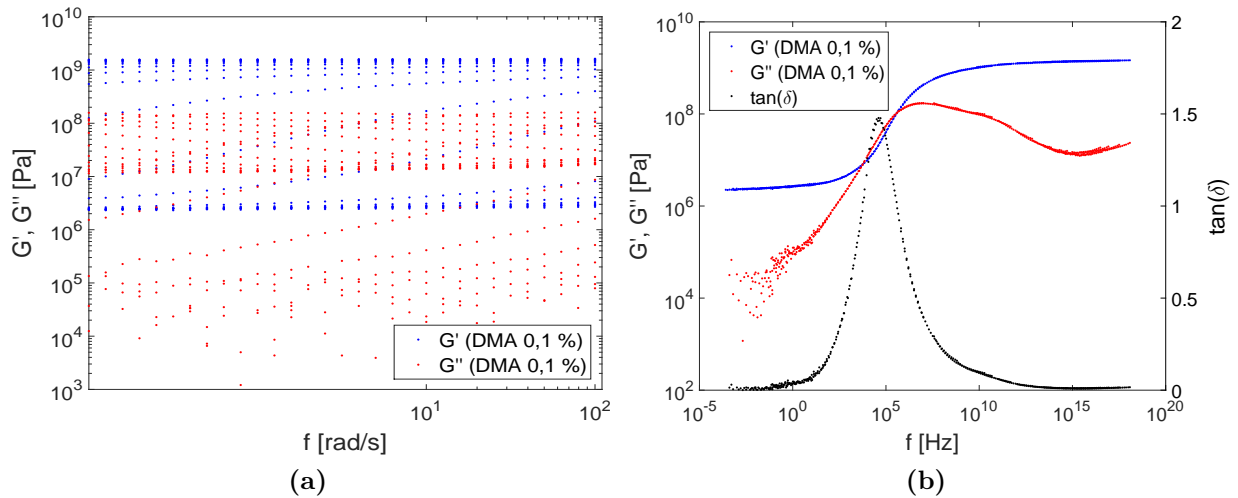 10^10
10^9
10^8
10^7
10^6
10^5
10^4
10^3
G', G'' [Pa]
G' (DMA 0,1 %)
G'' (DMA 0,1 %)
10^1
10^2
f [rad/s]
(a)
10^10
10^8
10^6
10^4
10^2
G', G'' [Pa]
G' (DMA 0,1 %)
G'' (DMA 0,1 %)
tan(δ)
2
1.5
1
0.5
0
tan(δ)
10^-5
10^0
10^5
10^10
10^15
10^20
f [Hz]
(b)